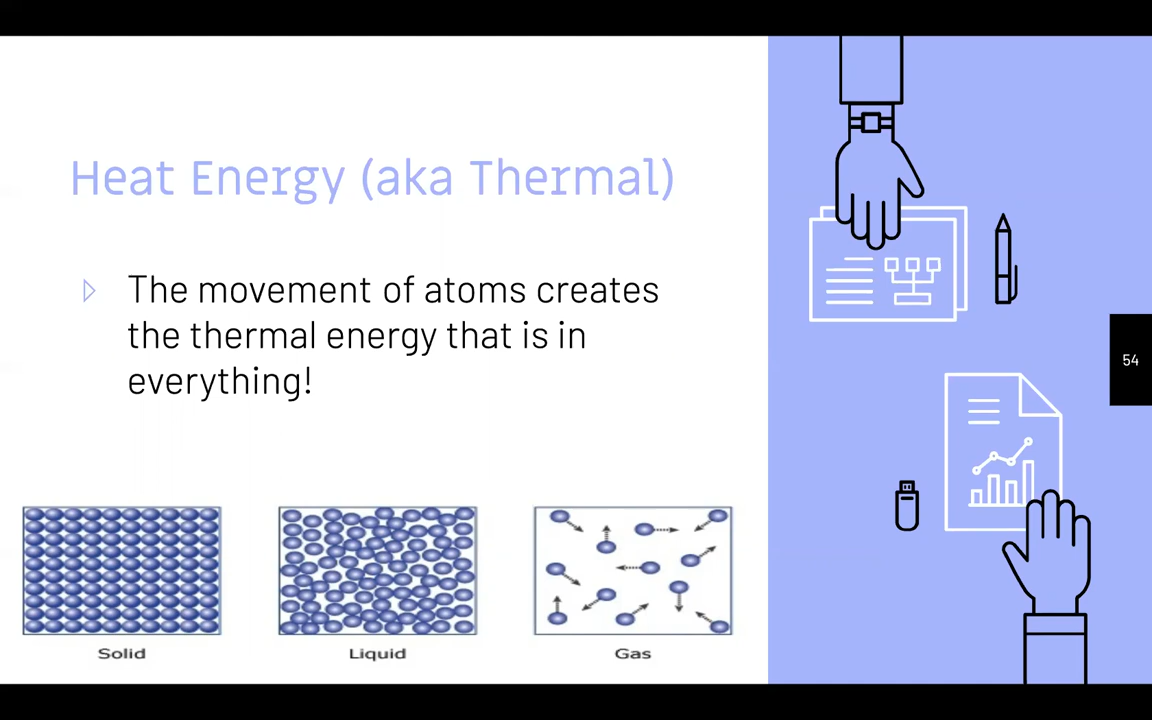 Heat Energy (aka Thermal)
The movement of atoms creates
the thermal energy that is in
everything!
54
Solid
Liquid
Gas